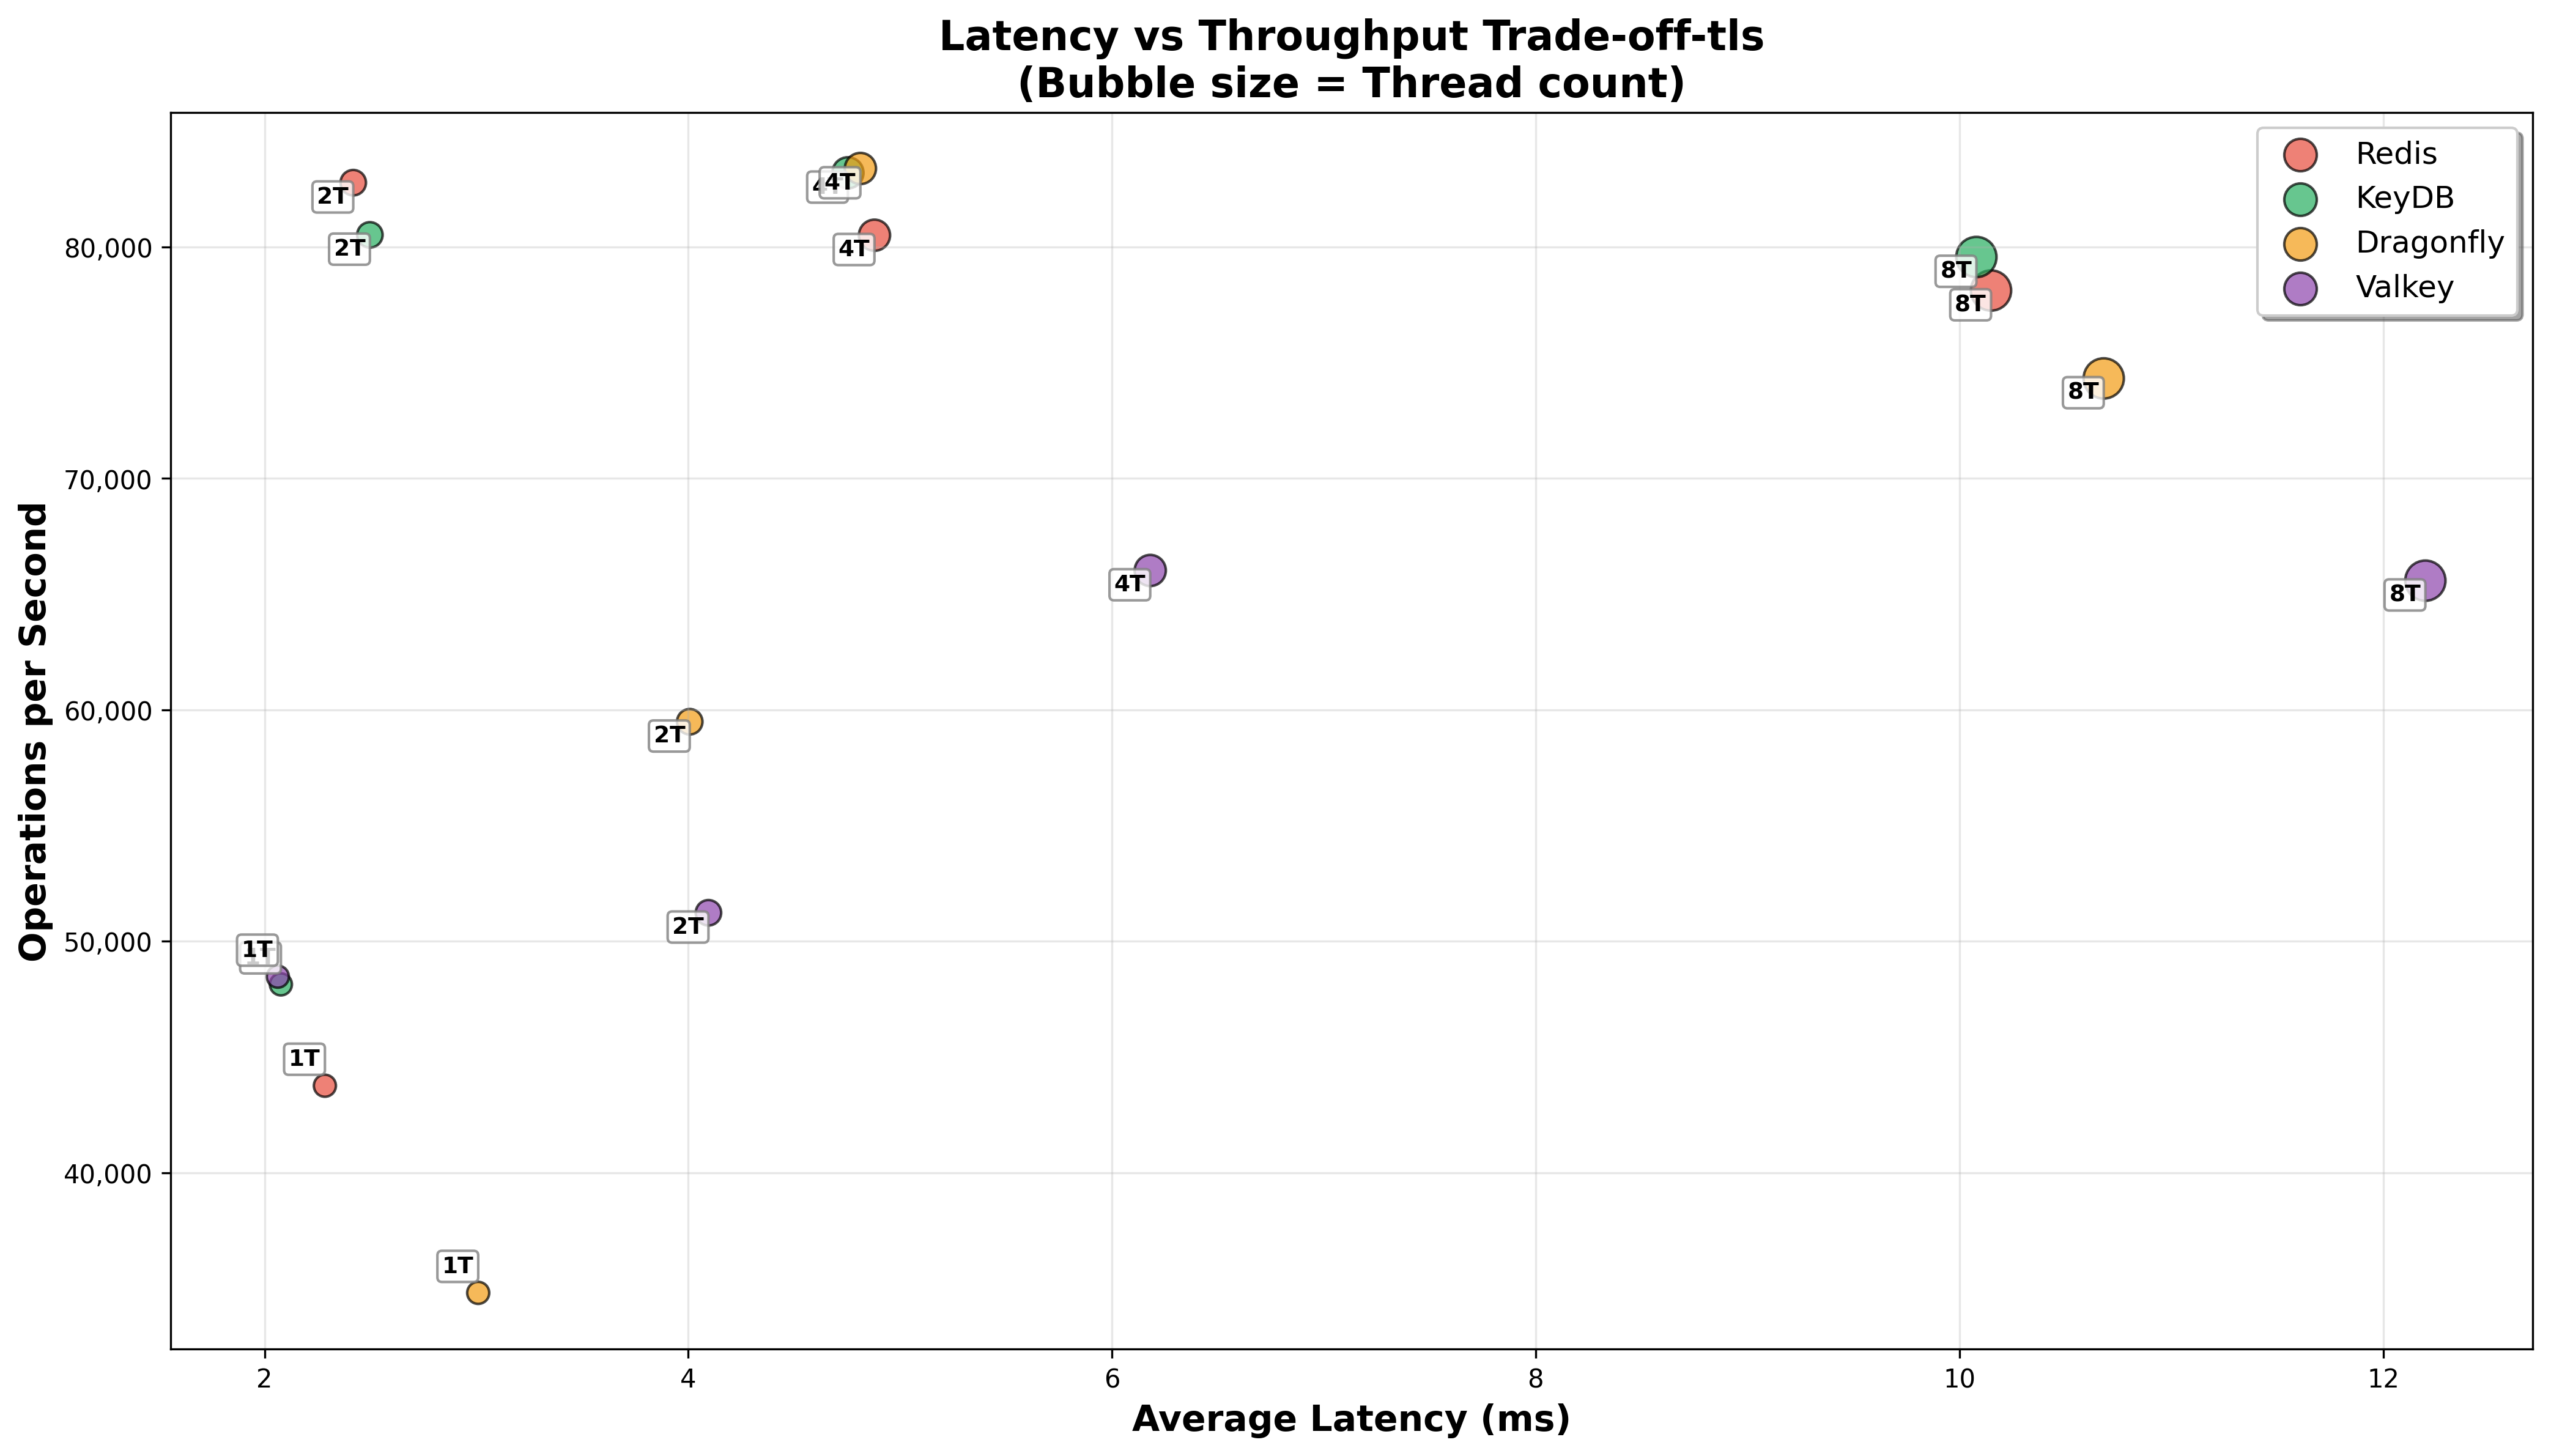 Latency vs Throughput Trade-off-tls
(Bubble size = Thread count)
Redis
KeyDB
Dragonfly
Valkey
Operations per Second
80,000
70,000
60,000
50,000
40,000
2T
2T
4T
4T
8T
8T
8T
4T
8T
2T
2T
1T
1T
1T
2
4
6
8
10
12
Average Latency (ms)